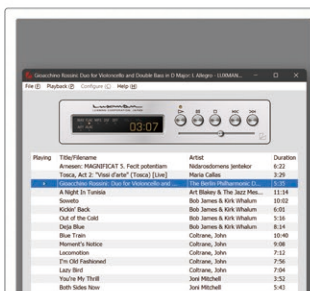 Gioacchino Rossini: Duo for Violoncello and Double Bass in D Major: I. Allegro - LUXMAN...
File (F) Playback (P) Configure (C) Help (H)
LUXMAN
03:07
Playing Title/Filename Artist Duration
Arnesen: MAGNIFICAT 5. Fecit potentiam Nidarosdomens jentekor 6:22
Tosca, Act 2: "Vissi d'arte" (Tosca) [Live] Maria Callas 3:29
Gioacchino Rossini: Duo for Violoncello and ... The Berlin Philharmonic D... 5:35
A Night In Tunisia Art Blakey & The Jazz Mes... 11:14
Soweto Bob James & Kirk Whalum 10:02
Kickin' Back Bob James & Kirk Whalum 6:01
Out of the Cold Bob James & Kirk Whalum 5:16
Deja Blue Bob James & Kirk Whalum 8:14
Blue Train Coltrane, John 10:40
Moment's Notice Coltrane, John 9:08
Locomotion Coltrane, John 7:12
I'm Old Fashioned Coltrane, John 7:56
Lazy Bird Coltrane, John 7:04
You're My Thrill Joni Mitchell 3:52
Both Sides Now Joni Mitchell 5:43